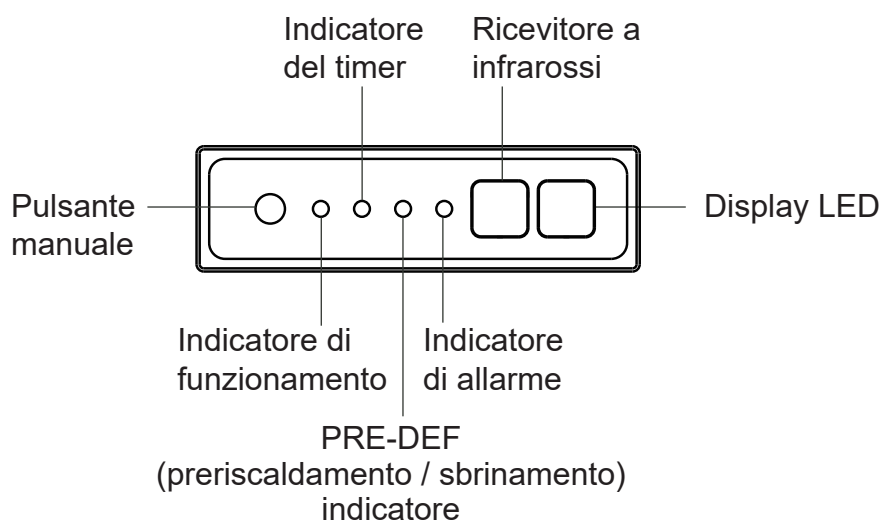 Indicatore
del timer
Ricevitore a
infrarossi
Pulsante
manuale
Display LED
Indicatore di
funzionamento
Indicatore
di allarme
PRE-DEF
(preriscaldamento / sbrinamento)
indicatore